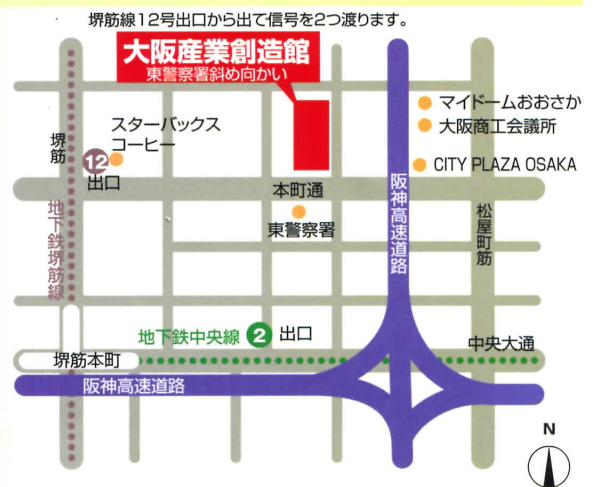 堺筋線12号出口から出て信号を2つ渡ります。
大阪産業創造館
東警察署斜め向かい
マイドームおおさか
大阪商工会議所
CITY PLAZA OSAKA
スターバックス
コーヒー
堺筋
12
出口
本町通
東警察署
阪神高速道路
松屋町筋
地下鉄堺筋線
地下鉄中央線 2 出口
中央大通
堺筋本町
阪神高速道路
N